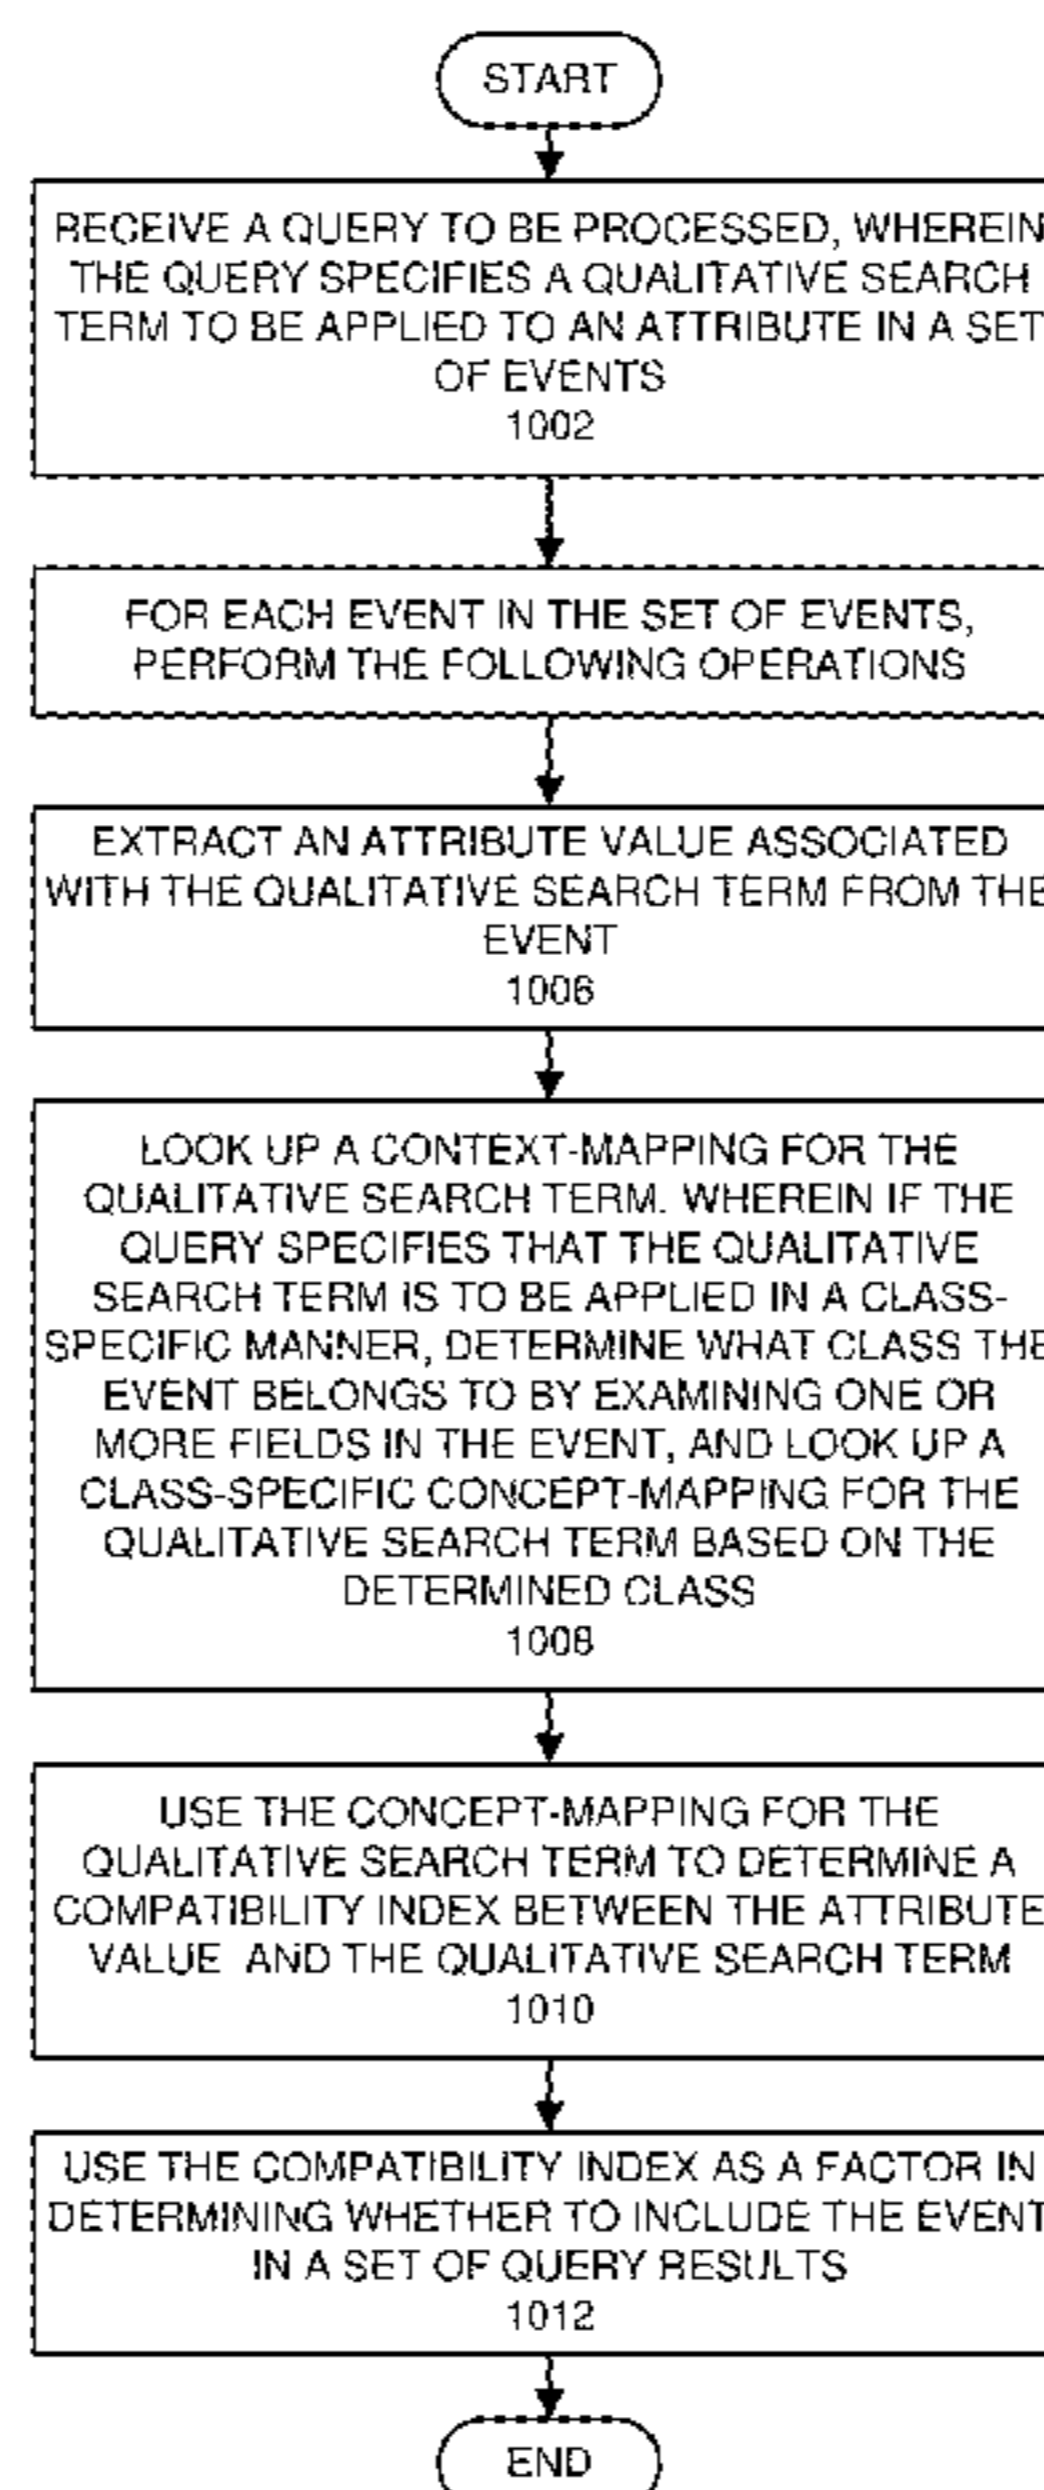 START
RECEIVE A QUERY TO BE PROCESSED, WHEREIN
THE QUERY SPECIFIES A QUALITATIVE SEARCH
TERM TO BE APPLIED TO AN ATTRIBUTE IN A SET
OF EVENTS
1002
FOR EACH EVENT IN THE SET OF EVENTS,
PERFORM THE FOLLOWING OPERATIONS
EXTRACT AN ATTRIBUTE VALUE ASSOCIATED
WITH THE QUALITATIVE SEARCH TERM FROM THE
EVENT
1006
LOOK UP A CONTEXT-MAPPING FOR THE
QUALITATIVE SEARCH TERM. WHEREIN IF THE
QUERY SPECIFIES THAT THE QUALITATIVE
SEARCH TERM IS TO BE APPLIED IN A CLASS-
SPECIFIC MANNER, DETERMINE WHAT CLASS THE
EVENT BELONGS TO BY EXAMINING ONE OR
MORE FIELDS IN THE EVENT, AND LOOK UP A
CLASS-SPECIFIC CONCEPT-MAPPING FOR THE
QUALITATIVE SEARCH TERM BASED ON THE
DETERMINED CLASS
1008
USE THE CONCEPT-MAPPING FOR THE
QUALITATIVE SEARCH TERM TO DETERMINE A
COMPATIBILITY INDEX BETWEEN THE ATTRIBUTE
VALUE AND THE QUALITATIVE SEARCH TERM
1010
USE THE COMPATIBILITY INDEX AS A FACTOR IN
DETERMINING WHETHER TO INCLUDE THE EVENT
IN A SET OF QUERY RESULTS
1012
END